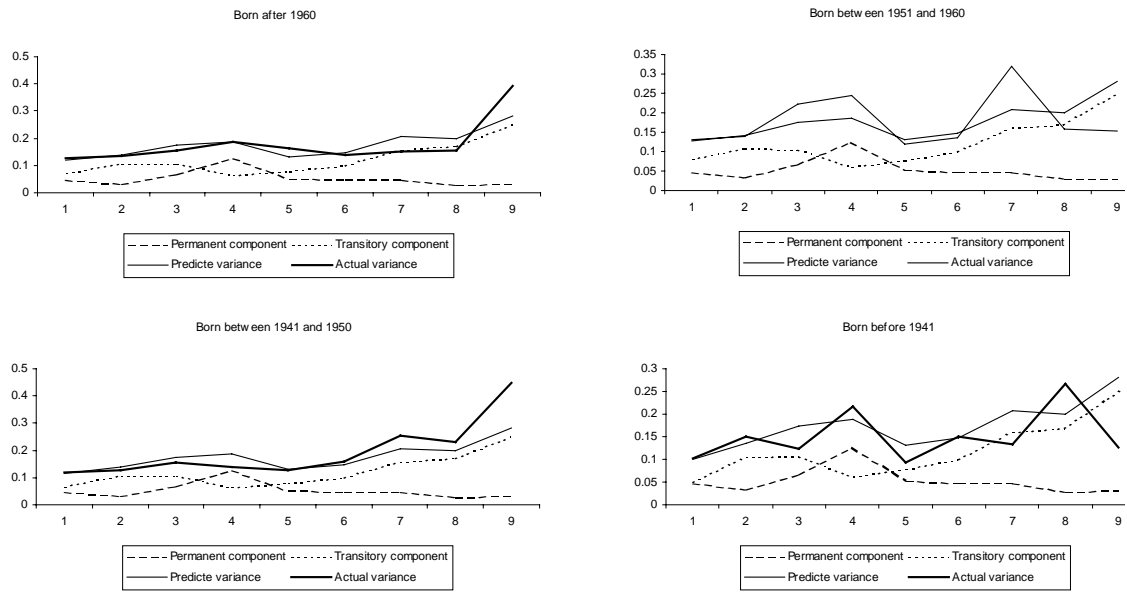 Born after 1960
0.5
0.4
0.3
0.2
0.1
0
1 2 3 4 5 6 7 8 9
Permanent component Transitory component
Predicte variance Actual variance
Born between 1951 and 1960
0.35
0.3
0.25
0.2
0.15
0.1
0.05
0
1 2 3 4 5 6 7 8 9
Permanent component Transitory component
Predicte variance Actual variance
Born between 1941 and 1950
0.5
0.4
0.3
0.2
0.1
0
1 2 3 4 5 6 7 8 9
Permanent component Transitory component
Predicte variance Actual variance
Born before 1941
0.3
0.25
0.2
0.15
0.1
0.05
0
1 2 3 4 5 6 7 8 9
Permanent component Transitory component
Predicte variance Actual variance